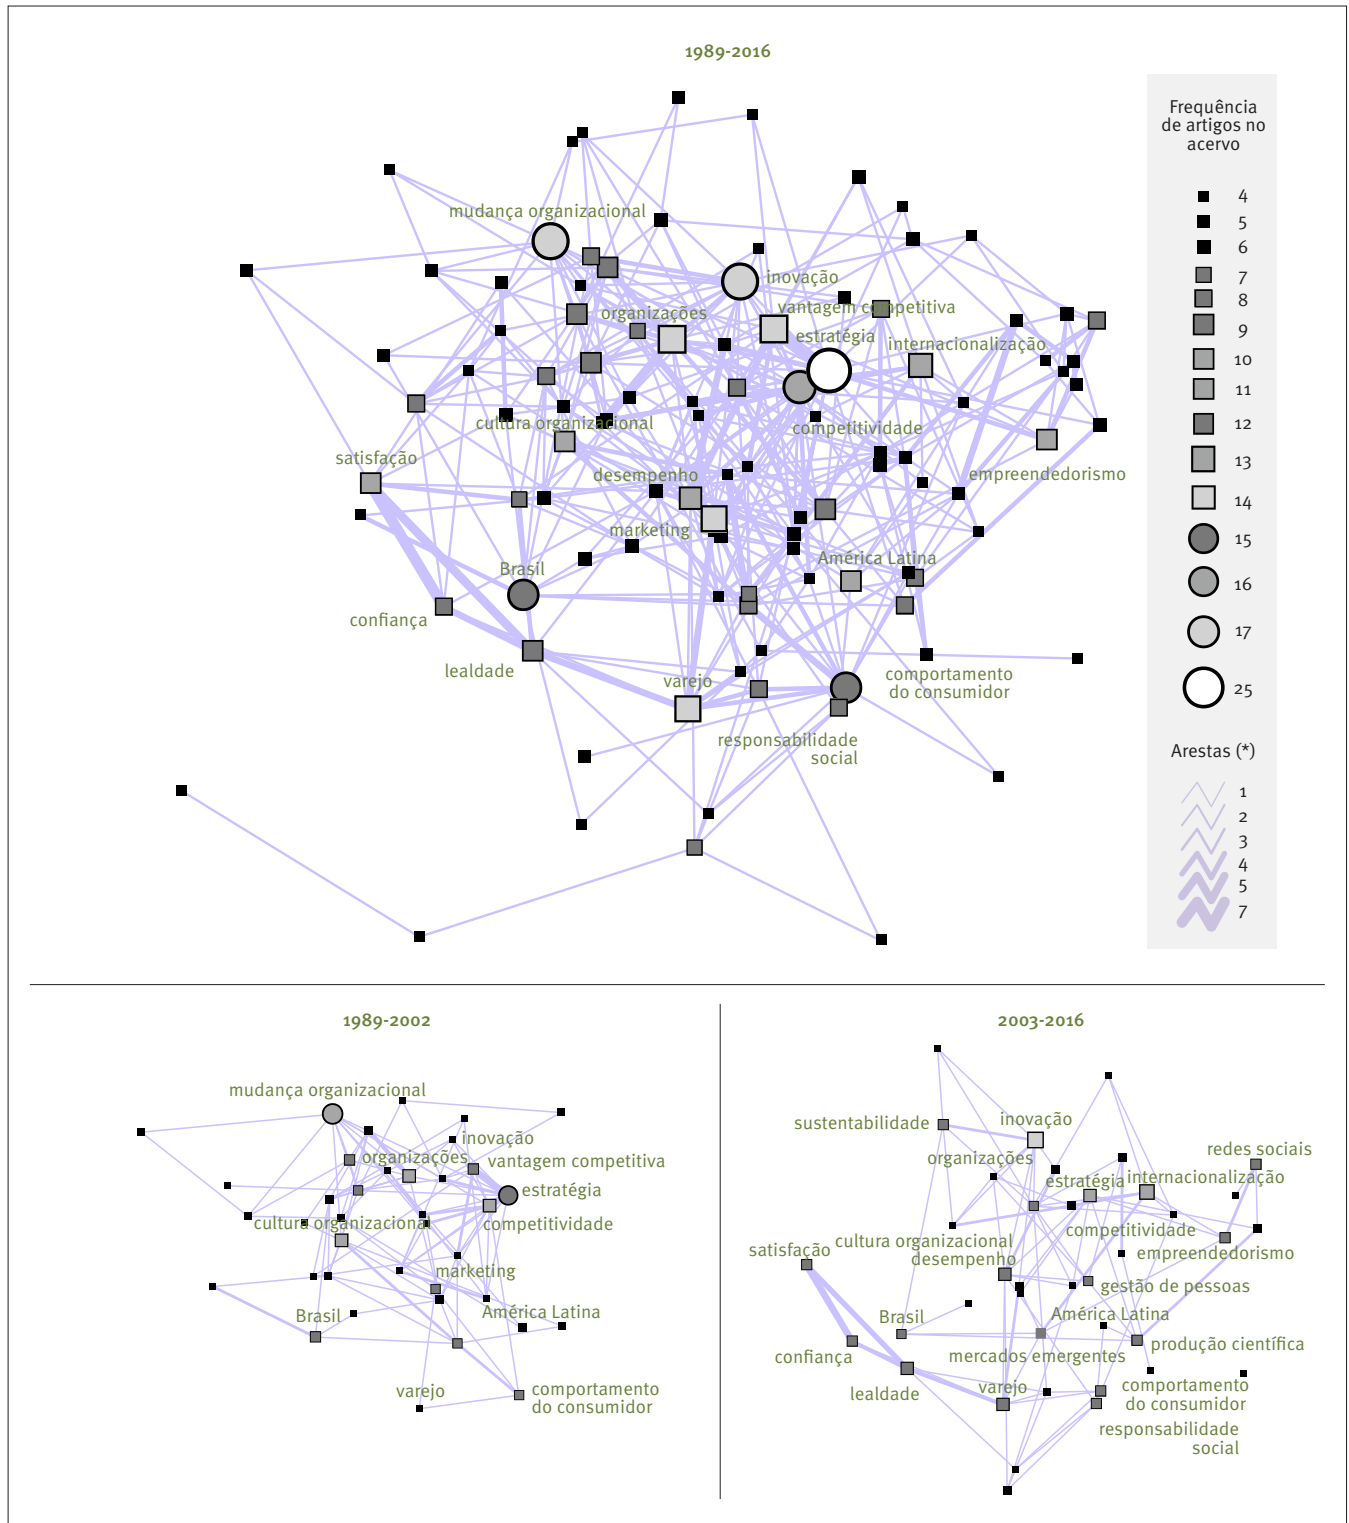 1989-2016
mudança organizacional
inovação
organizações
vantagem competitiva
estratégia
internacionalização
cultura organizacional
competitividade
satisfação
desempenho
empreendedorismo
marketing
América Latina
Brasil
confiança
lealdade
varejo
comportamento
do consumidor
responsabilidade
social
Frequência
de artigos no
acervo
4
5
6
7
8
9
10
11
12
13
14
15
16
17
25
Arestas (*)
1
2
3
4
5
7
1989-2002
mudança organizacional
inovação
organizações
vantagem competitiva
estratégia
cultura organizacional
competitividade
marketing
Brasil
América Latina
varejo
comportamento
do consumidor
2003-2016
sustentabilidade
inovação
organizações
redes sociais
estratégia
internacionalização
competitividade
cultura organizacional
empreendedorismo
satisfação
desempenho
gestão de pessoas
Brasil
América Latina
produção científica
confiança
mercados emergentes
lealdade
varejo
comportamento
do consumidor
responsabilidade
social